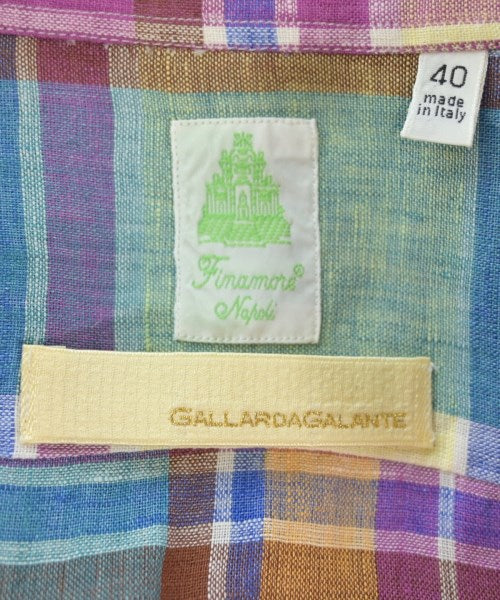 40
made
in Italy
Finamore®
Napoli
GALLARDAGALANTE